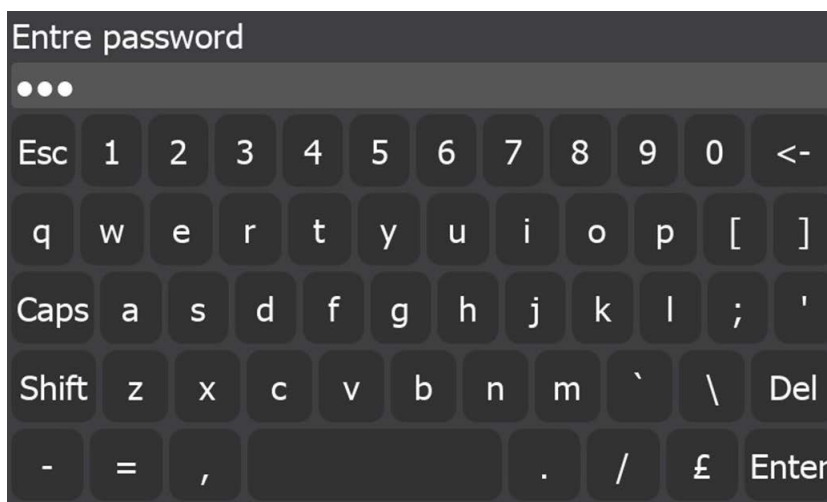 Entre password
●●●
Esc 1 2 3 4 5 6 7 8 9 0 <-
q w e r t y u i o p [ ]
Caps a s d f g h j k l ; '
Shift z x c v b n m ` \ Del
- = , . / £ Enter